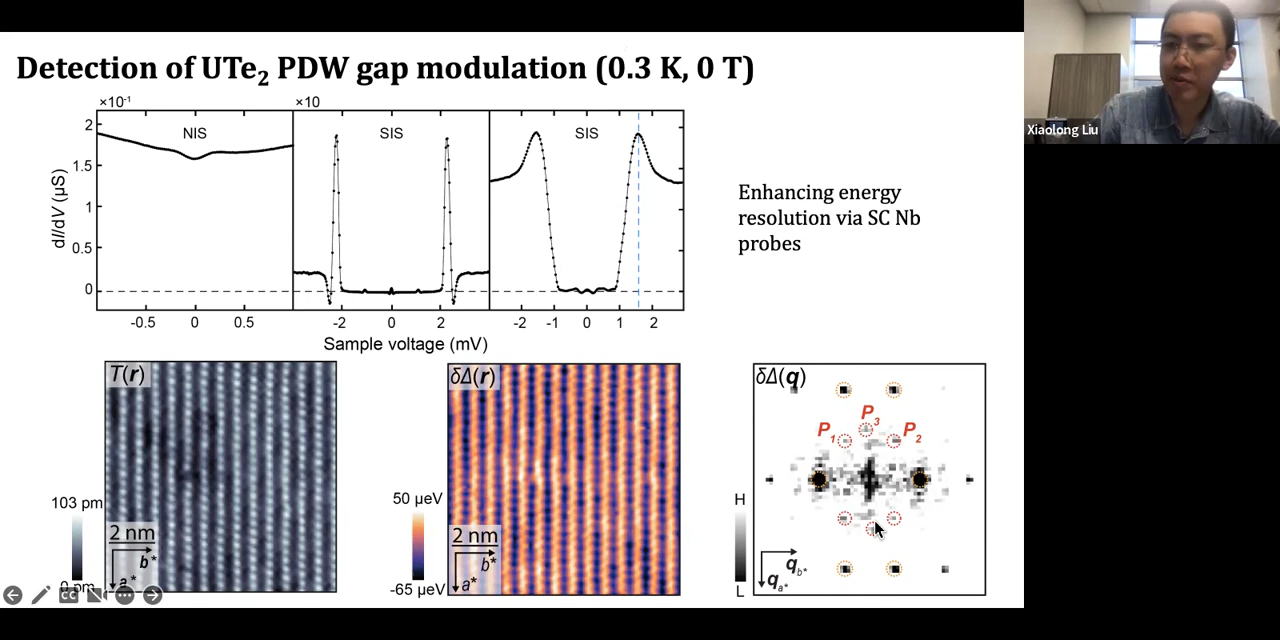 Detection of UTe₂ PDW gap modulation (0.3 K, 0 T)
Xiaolong Liu
×10⁻¹
×10
NIS
SIS
SIS
2
1.5
1
0.5
0
dI/dV (µS)
-0.5 0 0.5
-2 0 2
-2 -1 0 1 2
Sample voltage (mV)
Enhancing energy
resolution via SC Nb
probes
T(r)
103 pm
0 pm
2 nm
b*
a*
δΔ(r)
50 µeV
-65 µeV
2 nm
b*
a*
δΔ(q)
P₁
P₃
P₂
H
L
q_b*
q_a*
CC